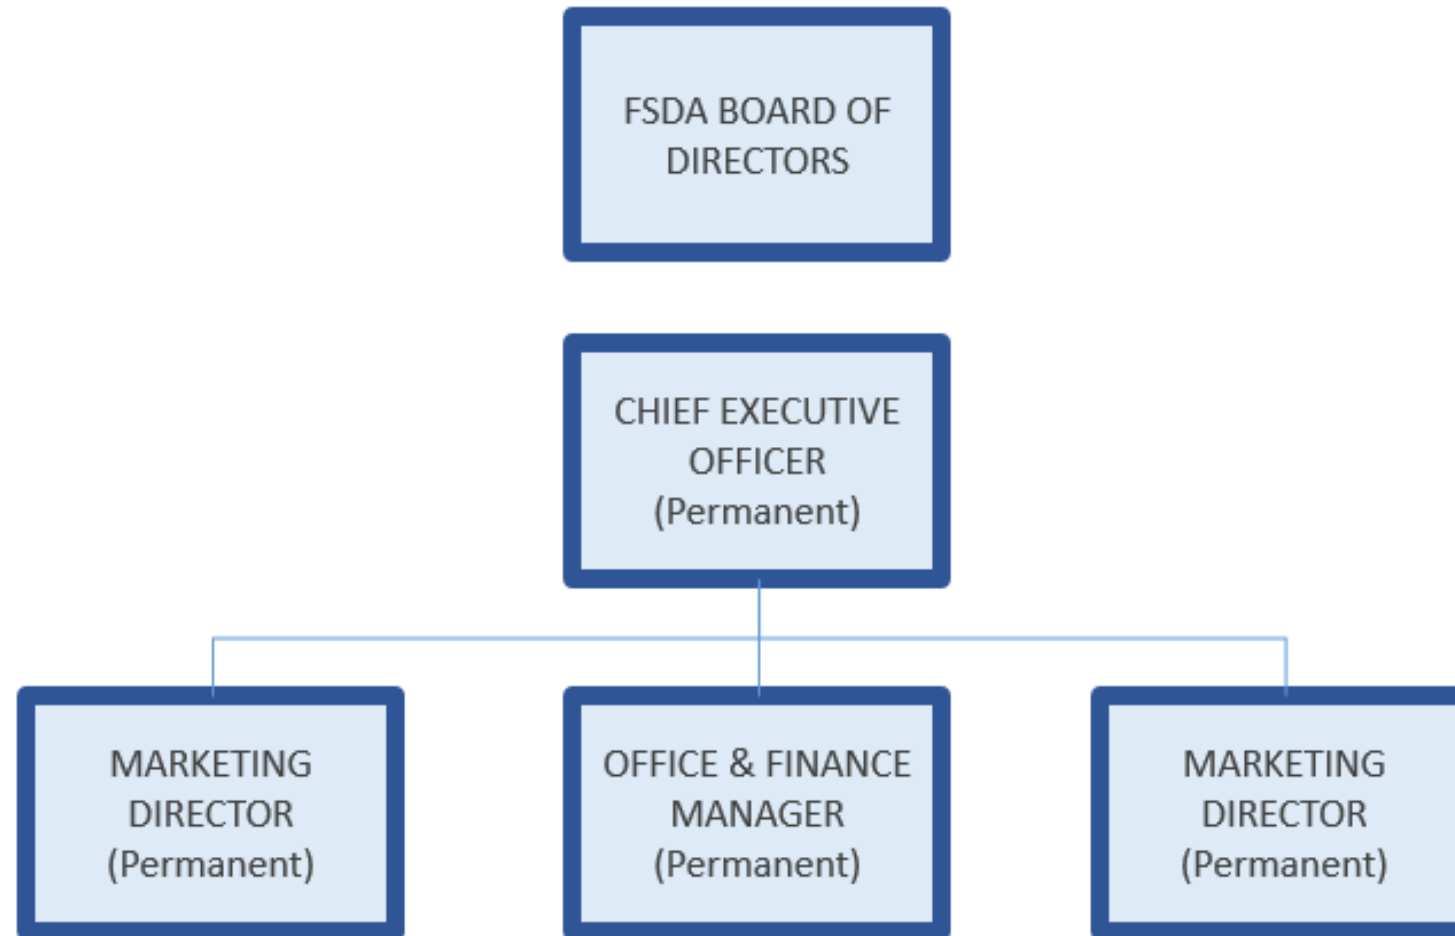 FSDA BOARD OF
DIRECTORS
CHIEF EXECUTIVE
OFFICER
(Permanent)
MARKETING
DIRECTOR
(Permanent)
OFFICE & FINANCE
MANAGER
(Permanent)
MARKETING
DIRECTOR
(Permanent)